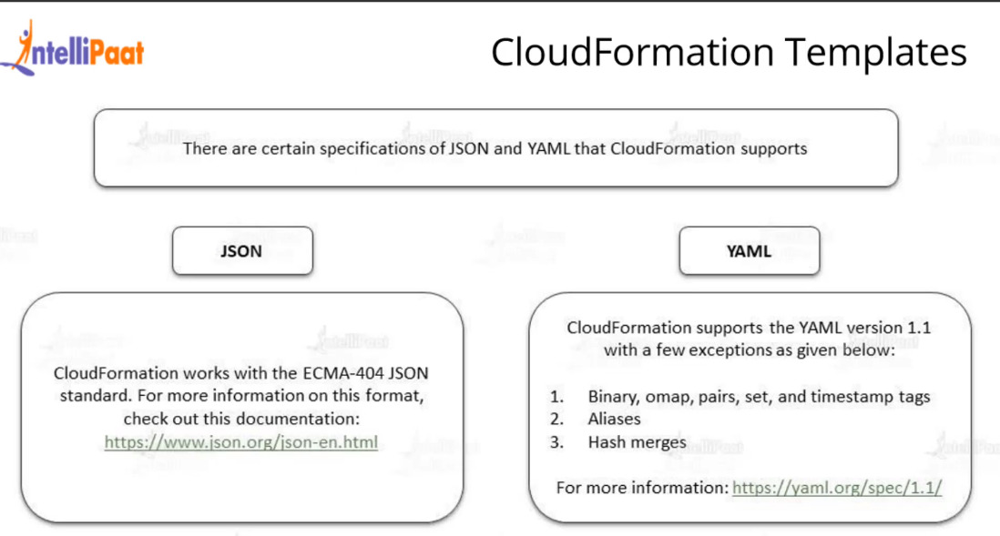 IntelliPaat
CloudFormation Templates
There are certain specifications of JSON and YAML that CloudFormation supports
JSON
YAML
CloudFormation works with the ECMA-404 JSON
standard. For more information on this format,
check out this documentation:
https://www.json.org/json-en.html
CloudFormation supports the YAML version 1.1
with a few exceptions as given below:
1. Binary, omap, pairs, set, and timestamp tags
2. Aliases
3. Hash merges
For more information: https://yaml.org/spec/1.1/